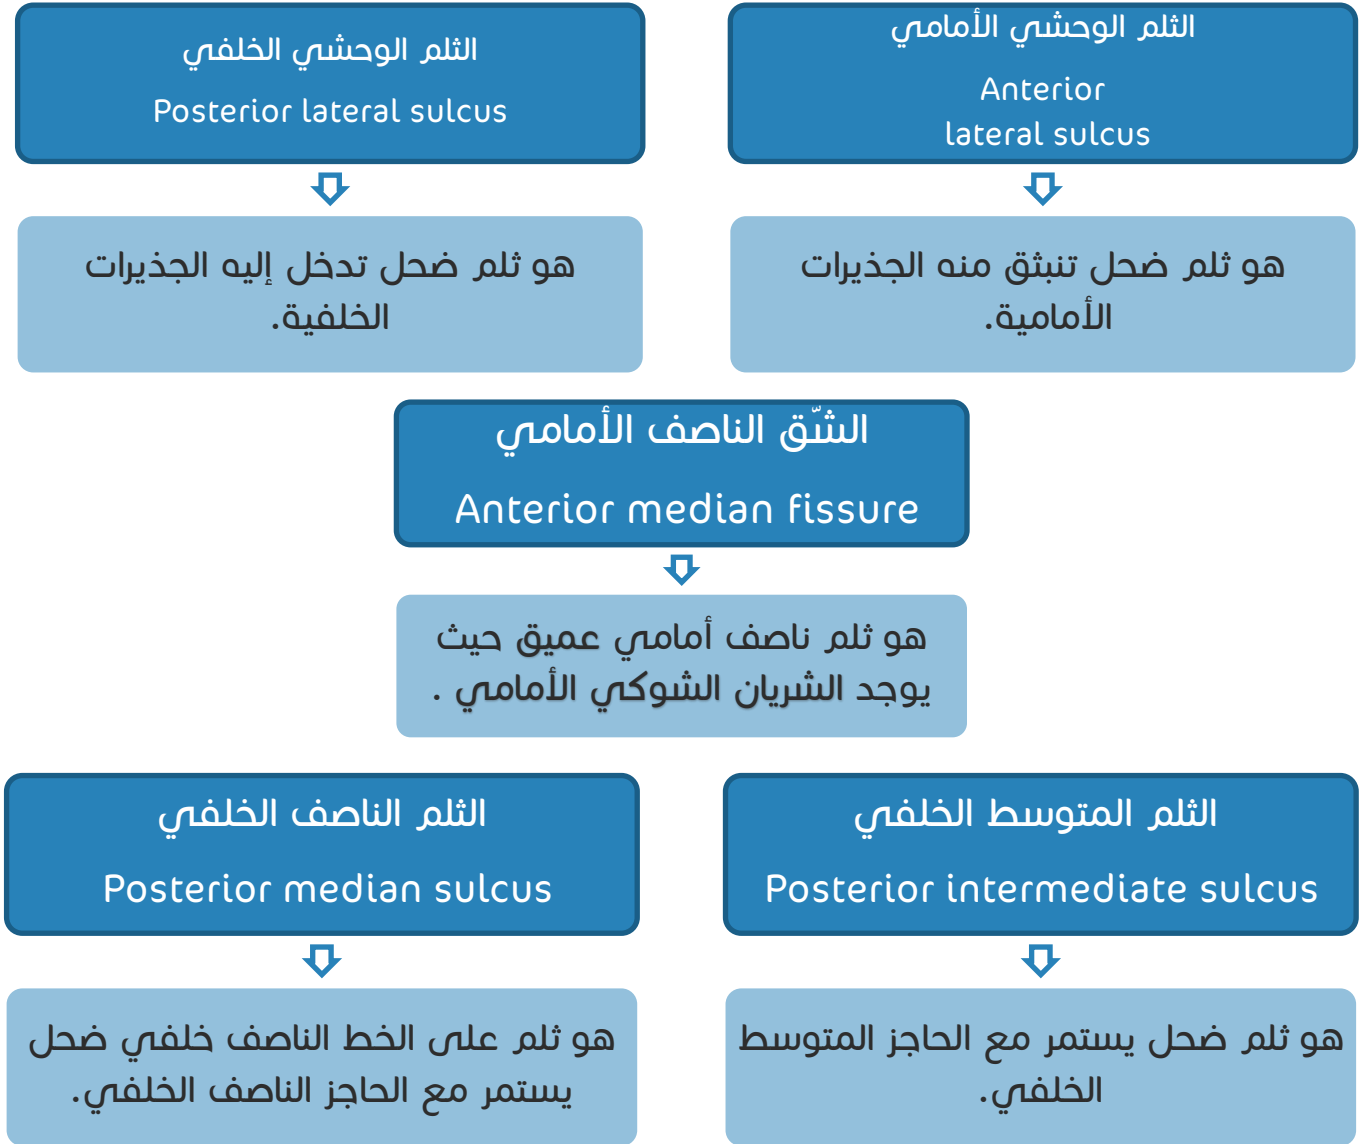 الثلم الوحشي الأمامي
Anterior
lateral sulcus
هو ثلم ضحل تنبثق منه الجذيرات
الأمامية.
الثلم الوحشي الخلفي
Posterior lateral sulcus
هو ثلم ضحل تدخل إليه الجذيرات
الخلفية.
الشّق الناصف الأمامي
Anterior median fissure
هو ثلم ناصف أمامي عميق حيث
يوجد الشريان الشوكي الأمامي .
الثلم المتوسط الخلفي
Posterior intermediate sulcus
هو ثلم ضحل يستمر مع الحاجز المتوسط
الخلفي.
الثلم الناصف الخلفي
Posterior median sulcus
هو ثلم على الخط الناصف خلفي ضحل
يستمر مع الحاجز الناصف الخلفي.